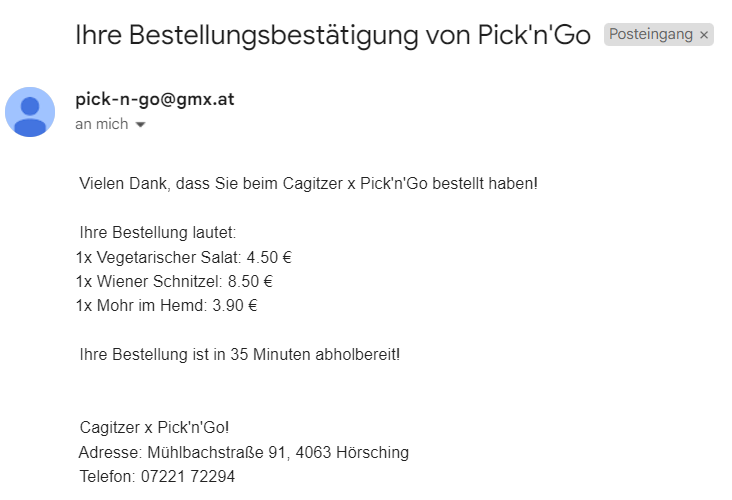 Ihre Bestellungsbestätigung von Pick'n'Go Posteingang ×
pick-n-go@gmx.at
an mich
Vielen Dank, dass Sie beim Cagitzer x Pick'n'Go bestellt haben!
Ihre Bestellung lautet:
1x Vegetarischer Salat: 4.50 €
1x Wiener Schnitzel: 8.50 €
1x Mohr im Hemd: 3.90 €
Ihre Bestellung ist in 35 Minuten abholbereit!
Cagitzer x Pick'n'Go!
Adresse: Mühlbachstraße 91, 4063 Hörsching
Telefon: 07221 72294